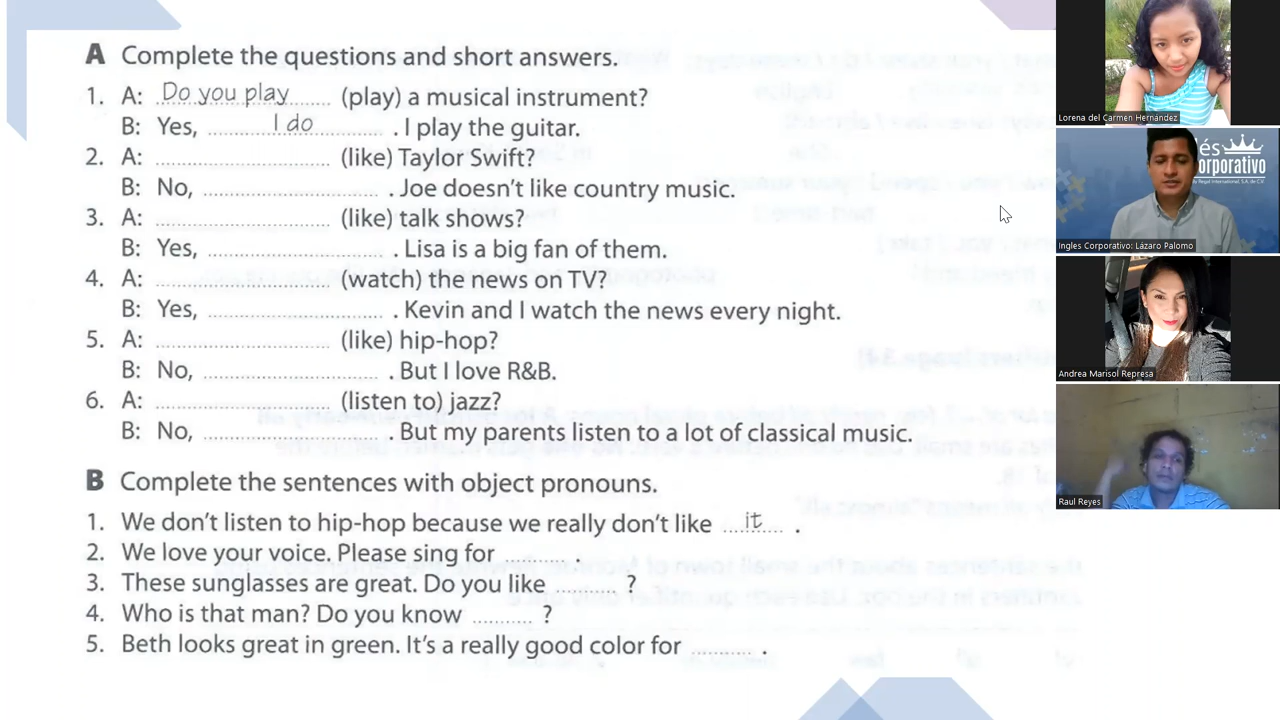 A Complete the questions and short answers.
1. A: Do you play (play) a musical instrument?
B: Yes, I do . I play the guitar.
2. A: (like) Taylor Swift?
B: No, . Joe doesn't like country music.
3. A: (like) talk shows?
B: Yes, . Lisa is a big fan of them.
4. A: (watch) the news on TV?
B: Yes, . Kevin and I watch the news every night.
5. A: (like) hip-hop?
B: No, . But I love R&B.
6. A: (listen to) jazz?
B: No, . But my parents listen to a lot of classical music.
B Complete the sentences with object pronouns.
1. We don't listen to hip-hop because we really don't like it .
2. We love your voice. Please sing for .
3. These sunglasses are great. Do you like ?
4. Who is that man? Do you know ?
5. Beth looks great in green. It's a really good color for .
Lorena del Carmen Hernández
és
orporativo
Ingles Corporativo: Lázaro Palomo
Andrea Marisol Represa
Raul Reyes